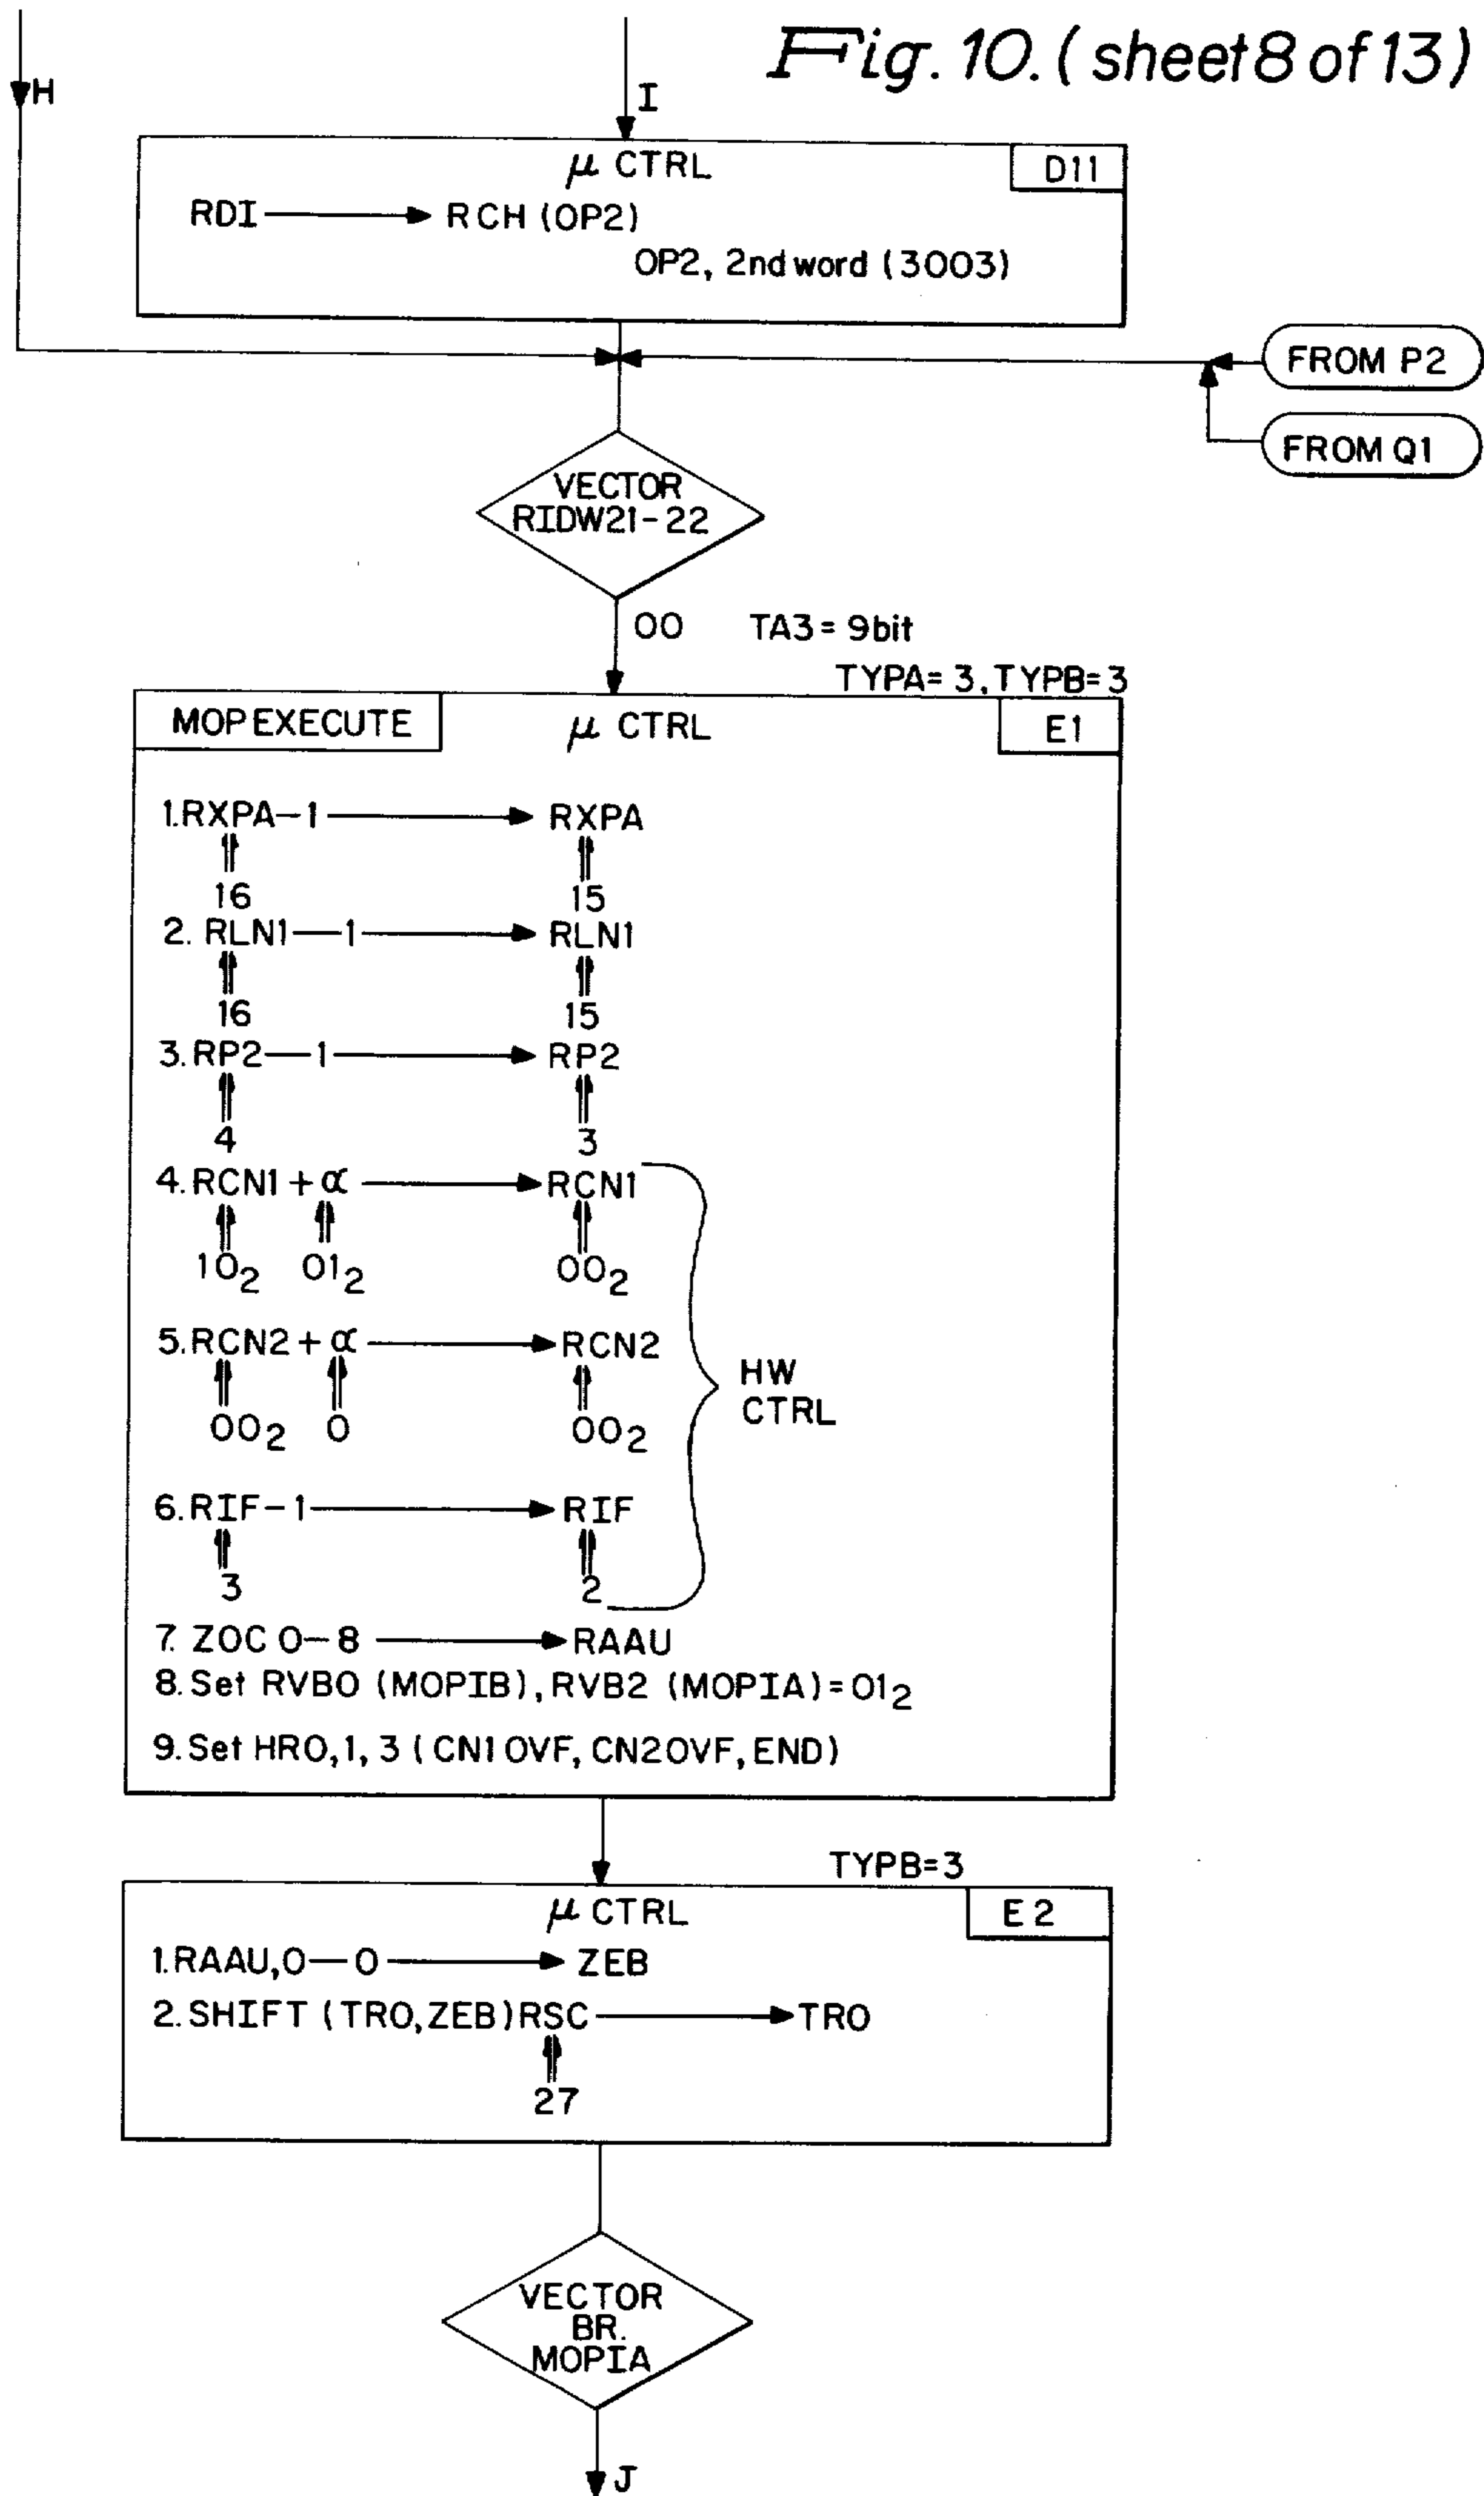 Fig. 10. (sheet 8 of 13)
H
I
μ CTRL
D11
RDI RCH (OP2)
OP2, 2nd word (3003)
FROM P2
FROM Q1
VECTOR
RIDW21-22
00 TA3 = 9bit
TYPA= 3, TYPB=3
MOP EXECUTE
μ CTRL
E1
1. RXPA-1 RXPA
16 15
2. RLN1-1 RLN1
16 15
3. RP2-1 RP2
4 3
4. RCN1 + α RCN1
10₂ 01₂ 00₂
5. RCN2 + α RCN2
00₂ 0 00₂
HW
CTRL
6. RIF-1 RIF
3 2
7. ZOC 0-8 RAAU
8. Set RVB0 (MOPIB), RVB2 (MOPIA) = 01₂
9. Set HR0, 1, 3 (CN1 OVF, CN2OVF, END)
TYPB=3
μ CTRL
E2
1. RAAU, 0-0 ZEB
2. SHIFT (TRO, ZEB) RSC TRO
27
VECTOR
BR.
MOPIA
J